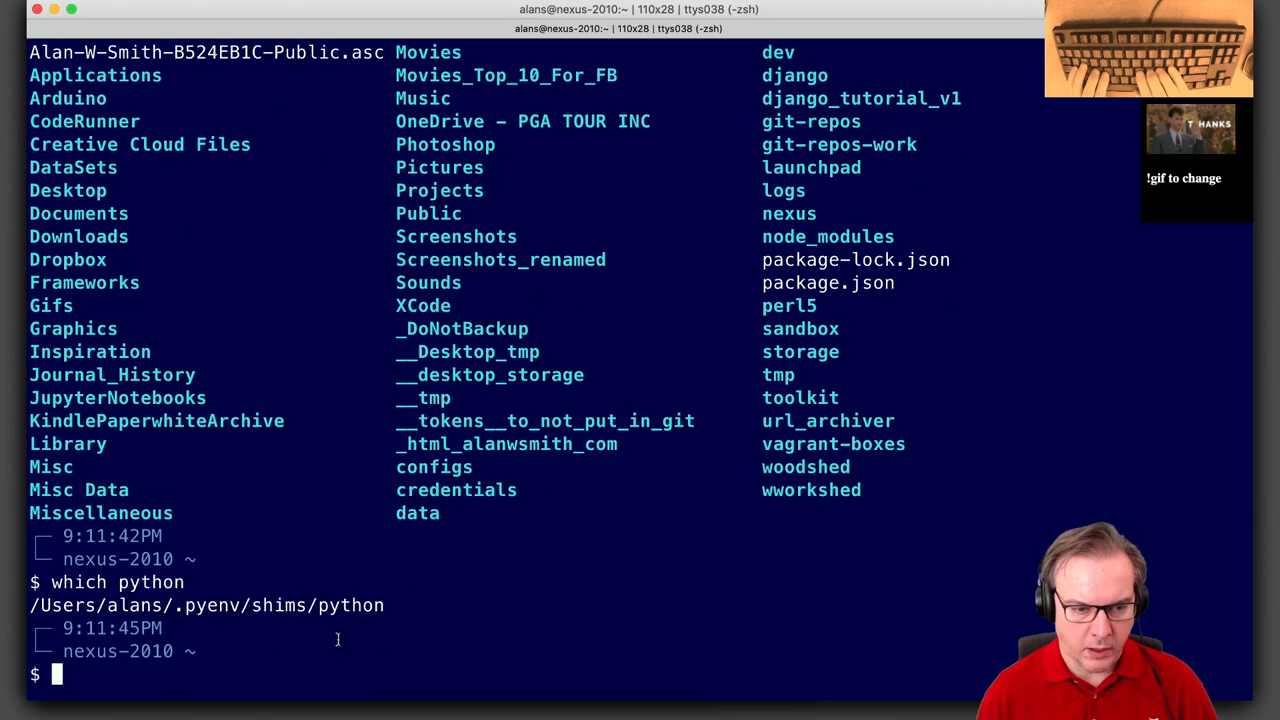 alans@nexus-2010:~ | 110x28 | ttys038 (-zsh)
alans@nexus-2010:~ | 110x28 | ttys038 (-zsh)
Alan-W-Smith-B524EB1C-Public.asc Movies dev
Applications Movies_Top_10_For_FB django
Arduino Music django_tutorial_v1
CodeRunner OneDrive - PGA TOUR INC git-repos
Creative Cloud Files Photoshop git-repos-work
DataSets Pictures launchpad
Desktop Projects logs
Documents Public nexus
Downloads Screenshots node_modules
Dropbox Screenshots_renamed package-lock.json
Frameworks Sounds package.json
Gifs XCode perl5
Graphics _DoNotBackup sandbox
Inspiration __Desktop_tmp storage
Journal_History __desktop_storage tmp
JupyterNotebooks __tmp toolkit
KindlePaperwhiteArchive __tokens__to_not_put_in_git url_archiver
Library _html_alanwsmith_com vagrant-boxes
Misc configs woodshed
Misc Data credentials wworkshed
Miscellaneous data
9:11:42PM
nexus-2010 ~
$ which python
/Users/alans/.pyenv/shims/python
9:11:45PM
nexus-2010 ~
$
T HANKS
!gif to change